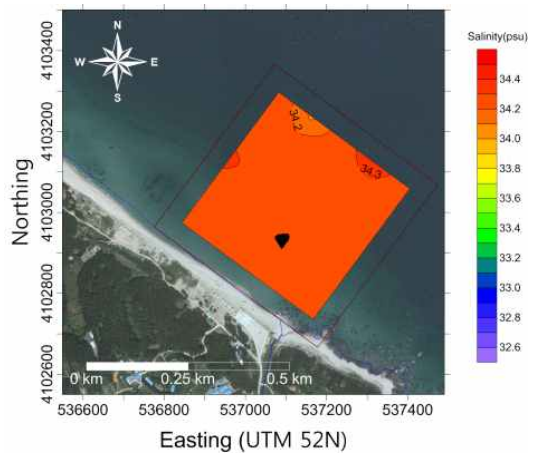 Salinity(psu)
N
W E
S
34.4
34.2
34.0
33.8
33.6
33.4
33.2
33.0
32.8
32.6
4103400
4103200
4103000
4102800
4102600
Northing
34.2
34.3
0 km 0.25 km 0.5 km
536600 536800 537000 537200 537400
Easting (UTM 52N)